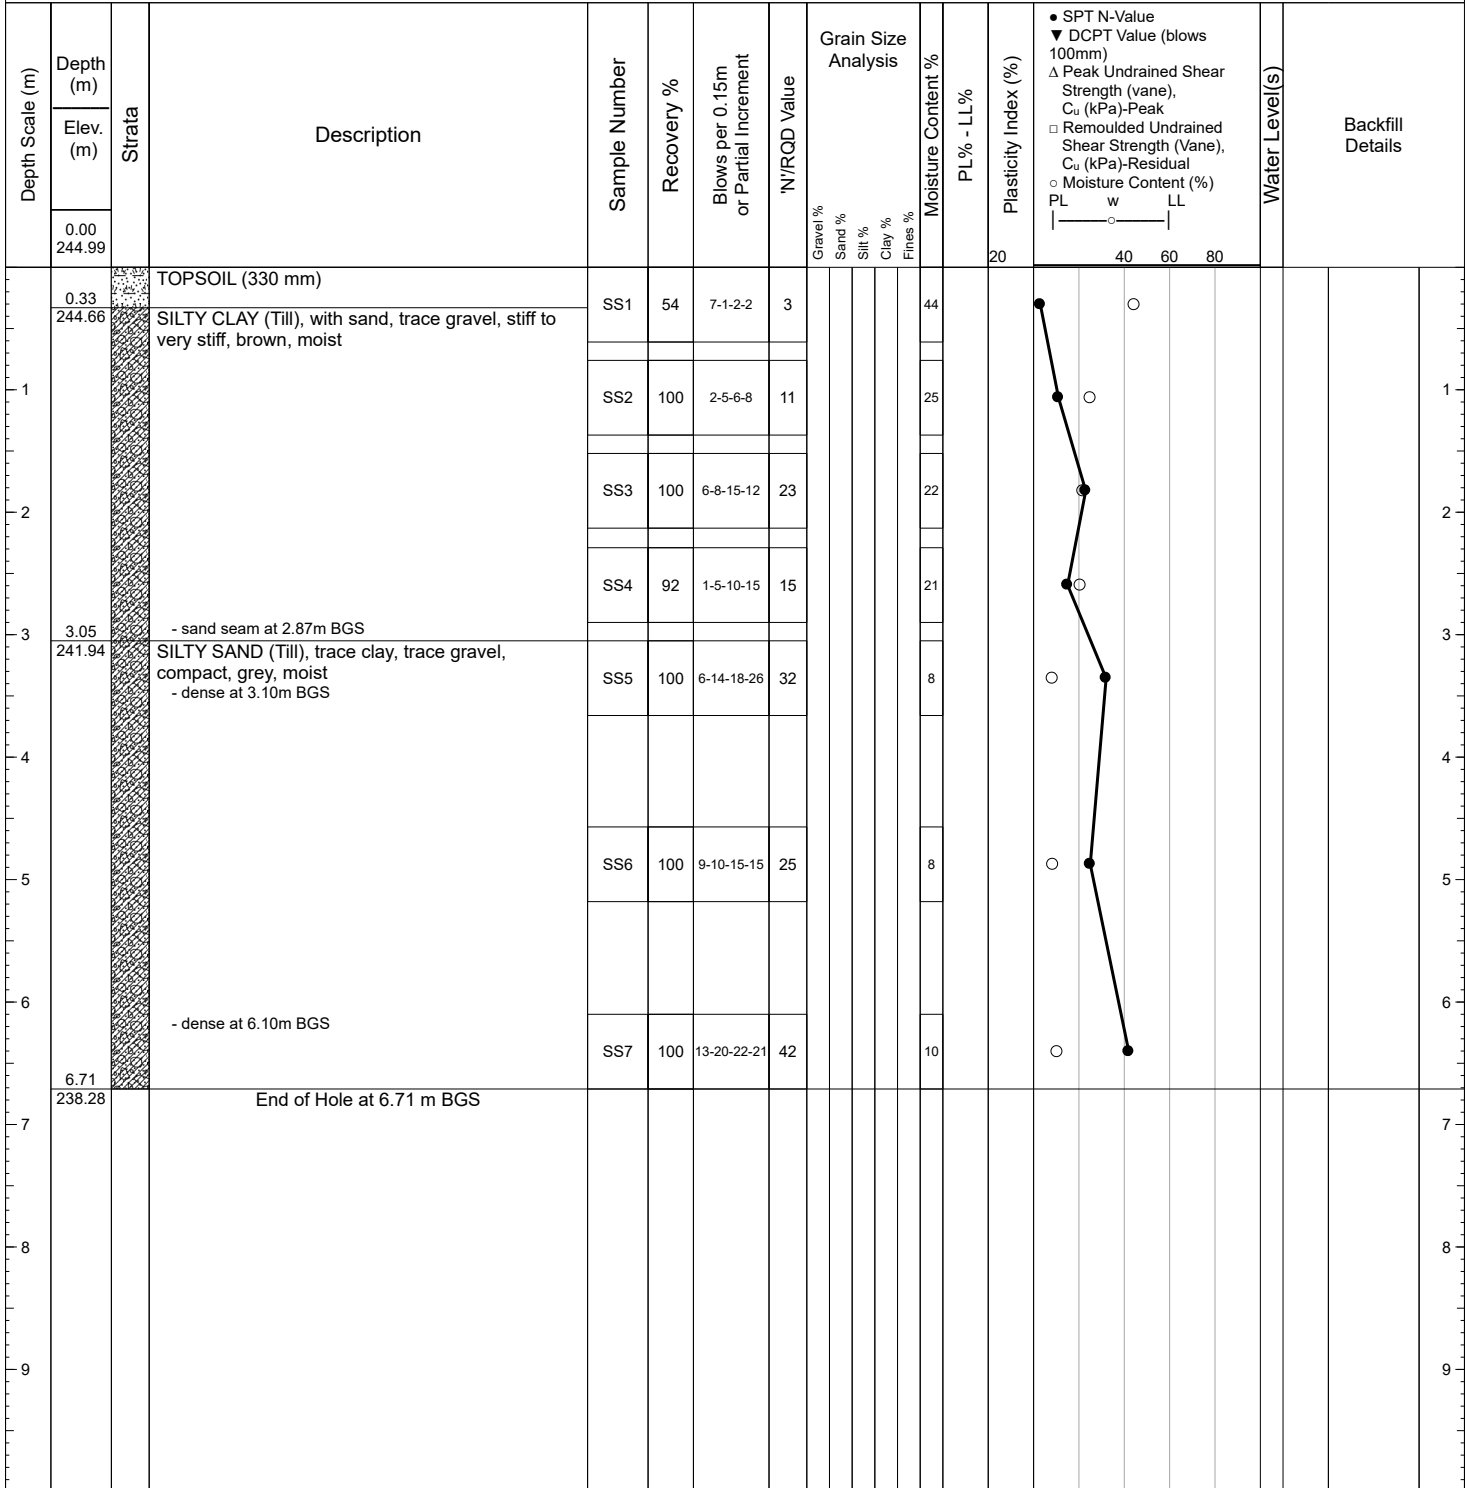 Depth Scale (m)
Depth
(m)
Elev.
(m)
0.00
244.99
Strata
Description
Sample Number
Recovery %
Blows per 0.15m
or Partial Increment
'N'/RQD Value
Grain Size
Analysis
Gravel %
Sand %
Silt %
Clay %
Fines %
Moisture Content %
PL% - LL%
Plasticity Index (%)
● SPT N-Value
▼ DCPT Value (blows
100mm)
Δ Peak Undrained Shear
Strength (vane),
Cu (kPa)-Peak
□ Remoulded Undrained
Shear Strength (Vane),
Cu (kPa)-Residual
○ Moisture Content (%)
PL w LL
20 40 60 80
Water Level(s)
Backfill
Details
TOPSOIL (330 mm)
0.33
244.66
SS1 54 7-1-2-2 3 44
SILTY CLAY (Till), with sand, trace gravel, stiff to
very stiff, brown, moist
1 SS2 100 2-5-6-8 11 25 1
SS3 100 6-8-15-12 23 22
2 2
SS4 92 1-5-10-15 15 21
- sand seam at 2.87m BGS
3 3.05 3
241.94
SILTY SAND (Till), trace clay, trace gravel,
compact, grey, moist
- dense at 3.10m BGS
SS5 100 6-14-18-26 32 8
4 4
SS6 100 9-10-15-15 25 8
5 5
6 6
- dense at 6.10m BGS
SS7 100 13-20-22-21 42 10
6.71
238.28
End of Hole at 6.71 m BGS
7 7
8 8
9 9